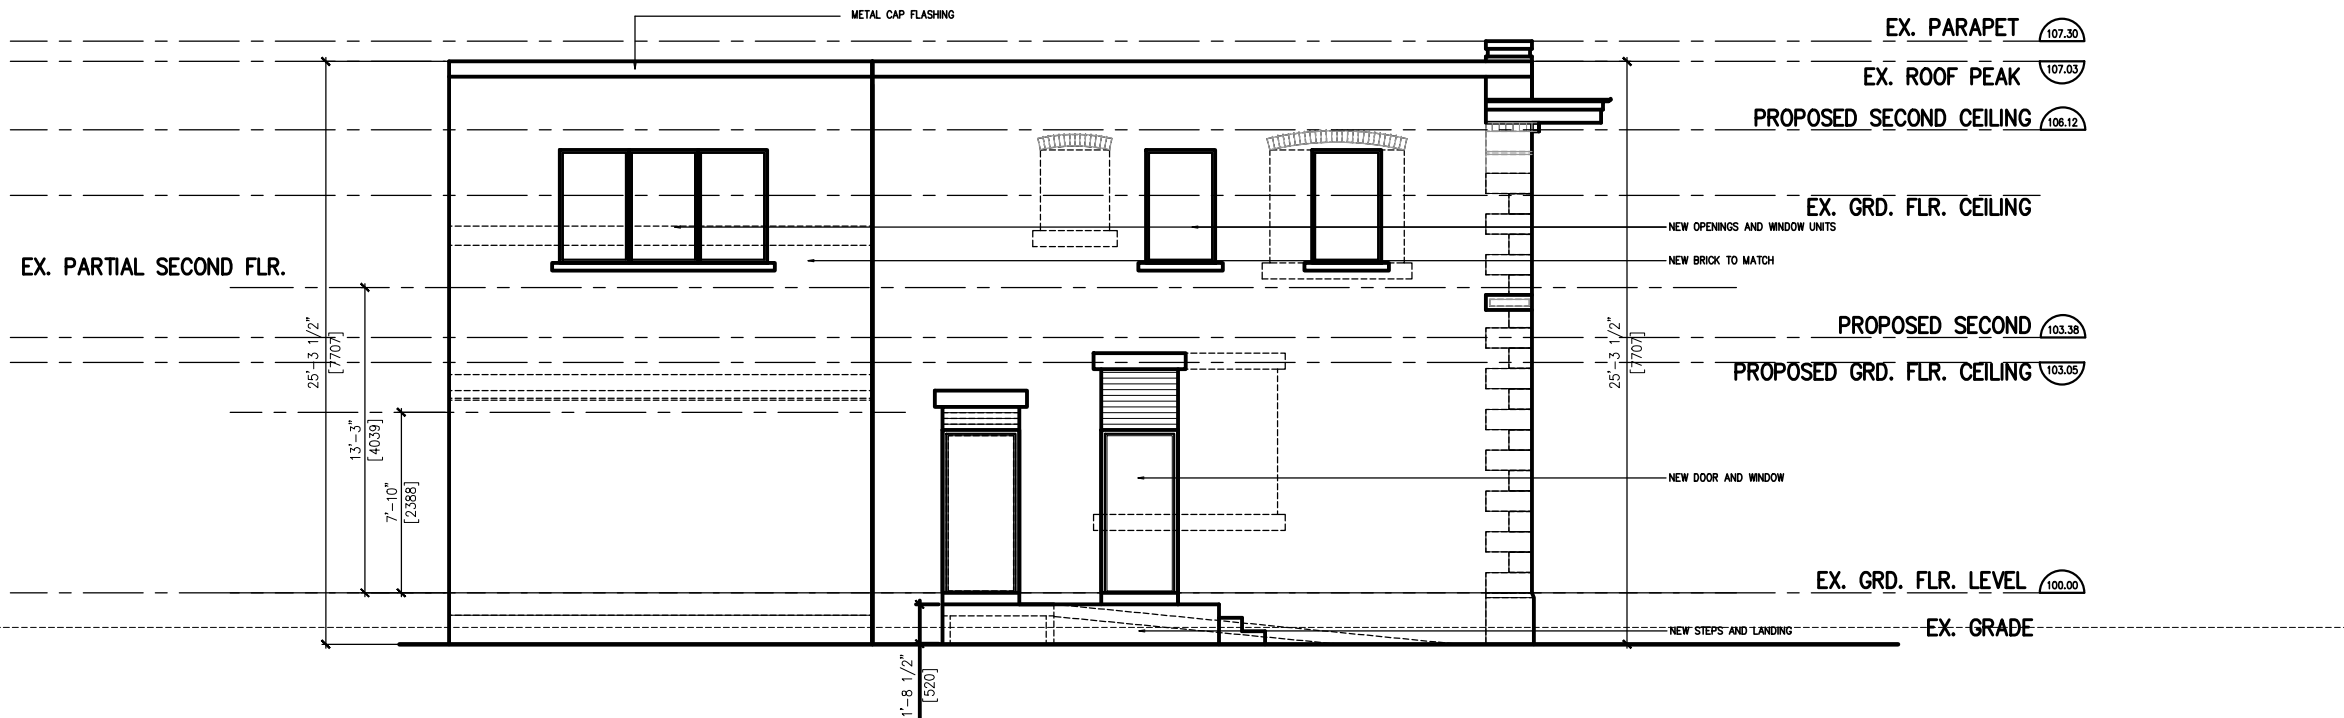 METAL CAP FLASHING
EX. PARAPET 107.30
EX. ROOF PEAK 107.03
PROPOSED SECOND CEILING 106.12
EX. GRD. FLR. CEILING
NEW OPENINGS AND WINDOW UNITS
NEW BRICK TO MATCH
EX. PARTIAL SECOND FLR.
PROPOSED SECOND 103.38
PROPOSED GRD. FLR. CEILING 103.05
25'-3 1/2"
[7707]
13'-3"
[4039]
7'-10"
[2388]
25'-3 1/2"
[7707]
NEW DOOR AND WINDOW
EX. GRD. FLR. LEVEL 100.00
NEW STEPS AND LANDING
EX. GRADE
1'-8 1/2"
[520]